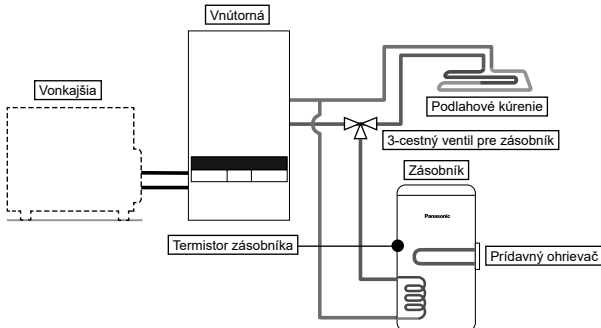 Vnútorná
Vonkajšia
Podlahové kúrenie
3-cestný ventil pre zásobník
Zásobník
Panasonic
Termistor zásobníka
Prídavný ohrievač